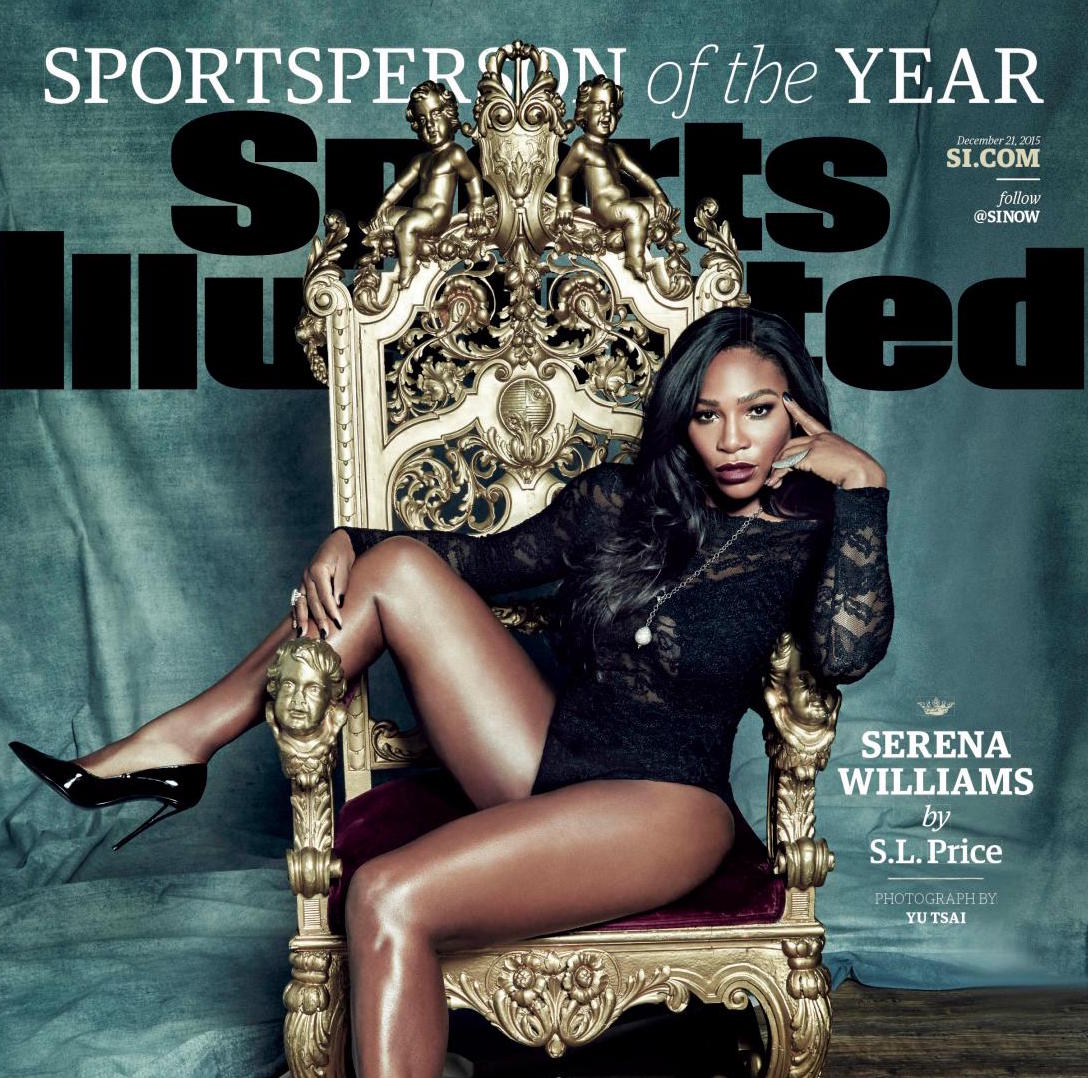 SPORTSPERSON of the YEAR
Sports
Illustrated
December 21, 2015
SI.COM
follow
@SINOW
SERENA
WILLIAMS
by
S.L. Price
PHOTOGRAPH BY
YU TSAI